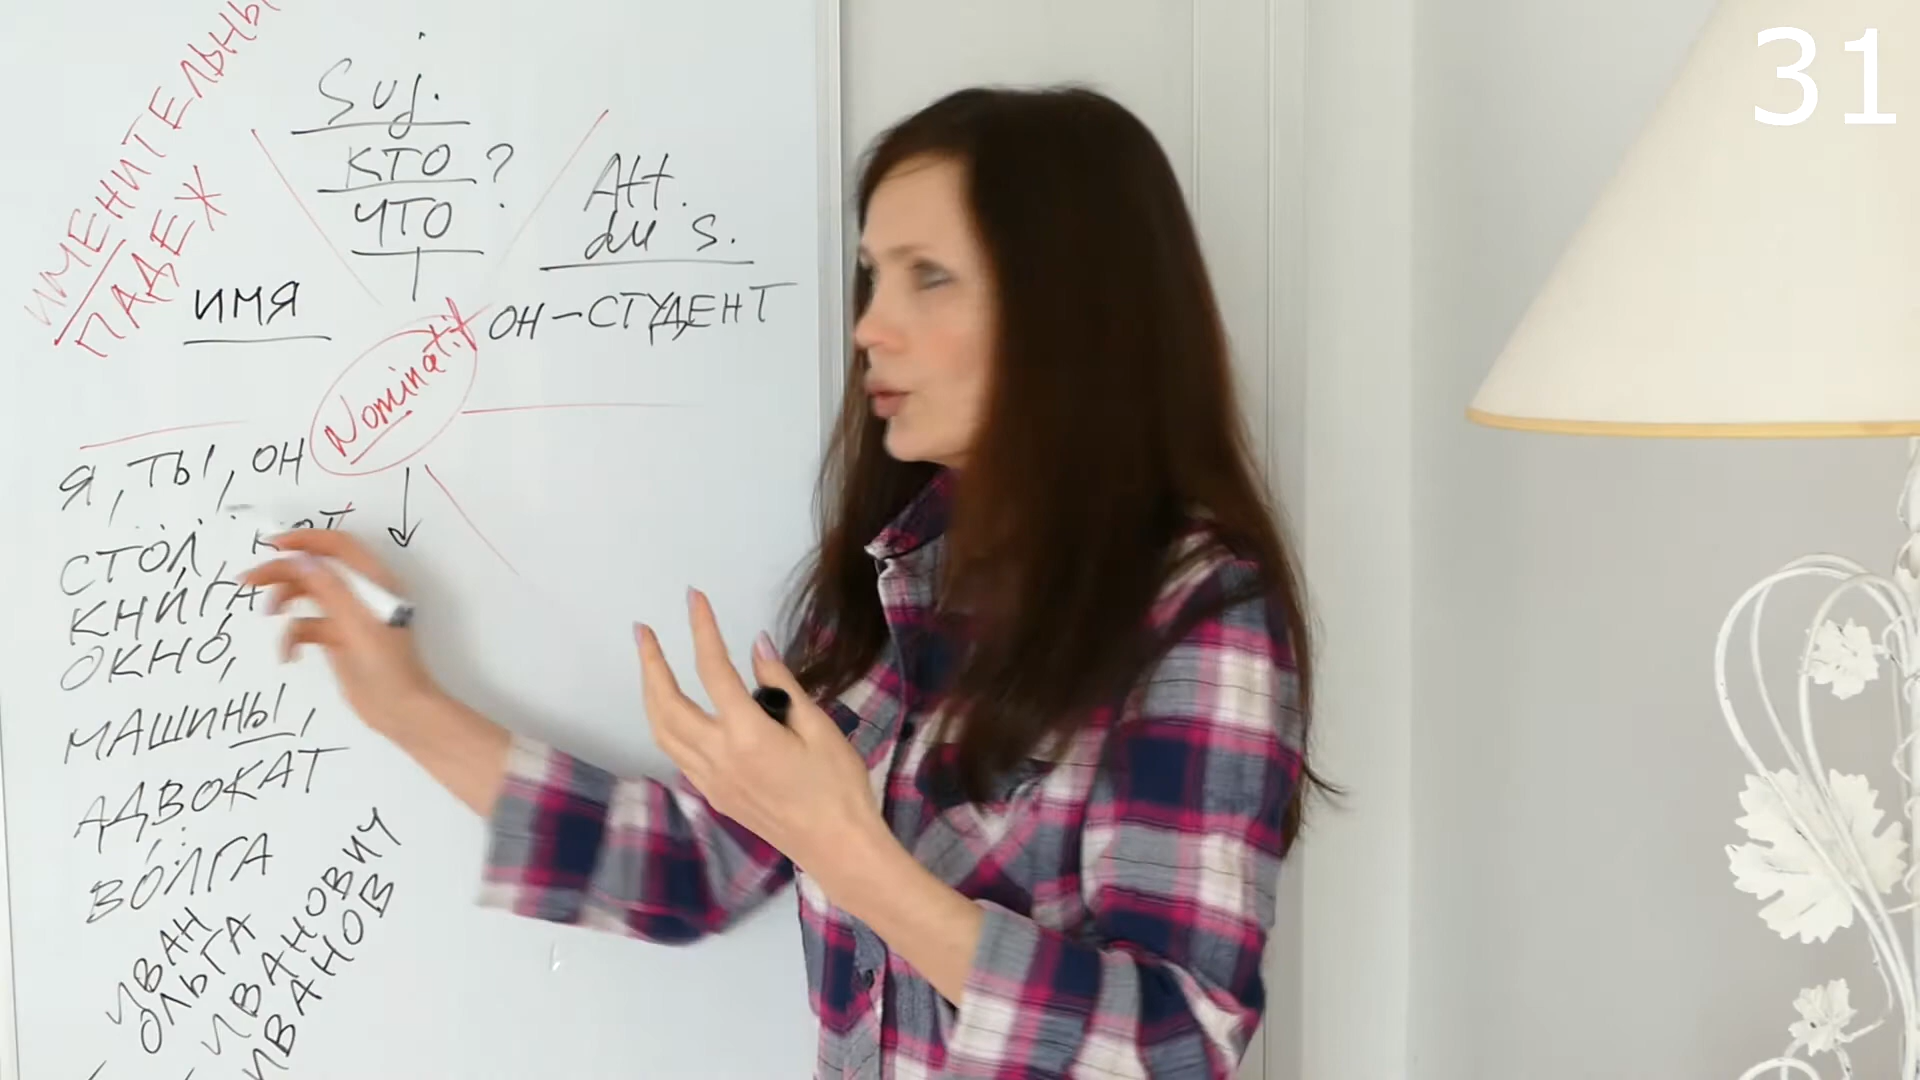 31
ИМЕНИТЕЛЬНЫ
ПАДЕЖ
Suj.
КТО ?
ЧТО
Att.
du s.
ИМЯ
ОН – СТУДЕНТ
Nominatif
Я, ТЫ, ОН
СТОЛ, КОТ
КНИГА
ОКНО,
МАШИНЫ,
АДВОКАТ
ВОЛГА
ИВАН
ОЛЬГА
ИВАНОВИЧ
ИВАНОВ